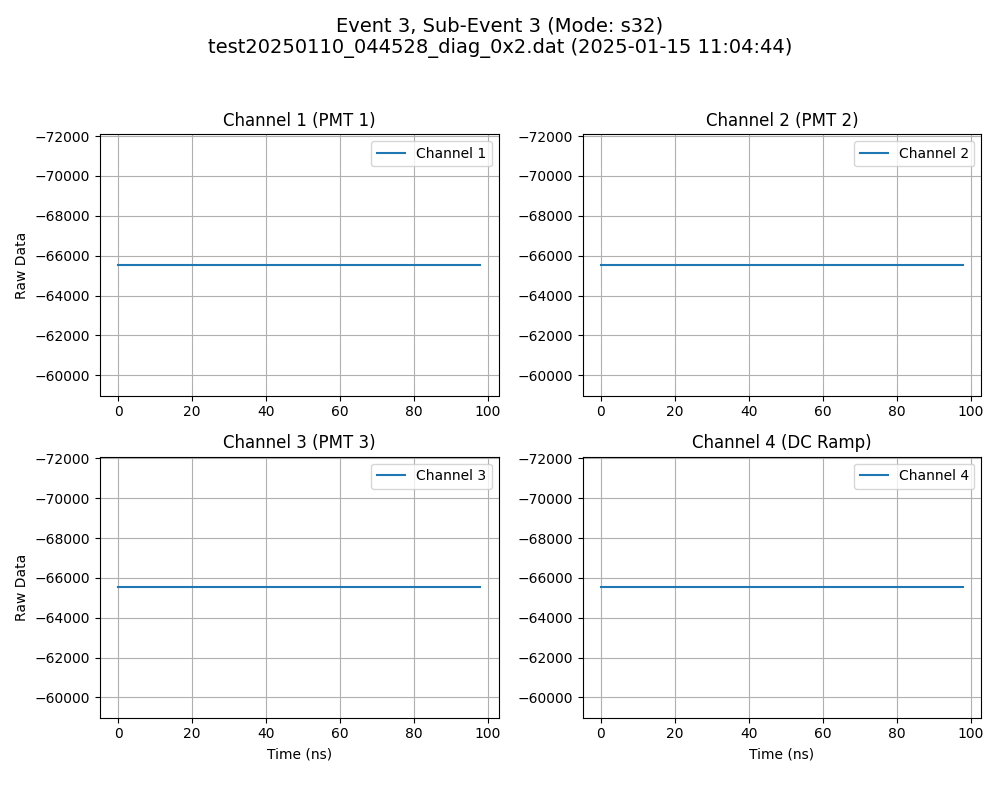 Event 3, Sub-Event 3 (Mode: s32)
test20250110_044528_diag_0x2.dat (2025-01-15 11:04:44)
Channel 1 (PMT 1)
−72000
−70000
−68000
−66000
−64000
−62000
−60000
Raw Data
Channel 1
0 20 40 60 80 100
Channel 2 (PMT 2)
−72000
−70000
−68000
−66000
−64000
−62000
−60000
Channel 2
0 20 40 60 80 100
Channel 3 (PMT 3)
−72000
−70000
−68000
−66000
−64000
−62000
−60000
Raw Data
Channel 3
0 20 40 60 80 100
Time (ns)
Channel 4 (DC Ramp)
−72000
−70000
−68000
−66000
−64000
−62000
−60000
Channel 4
0 20 40 60 80 100
Time (ns)